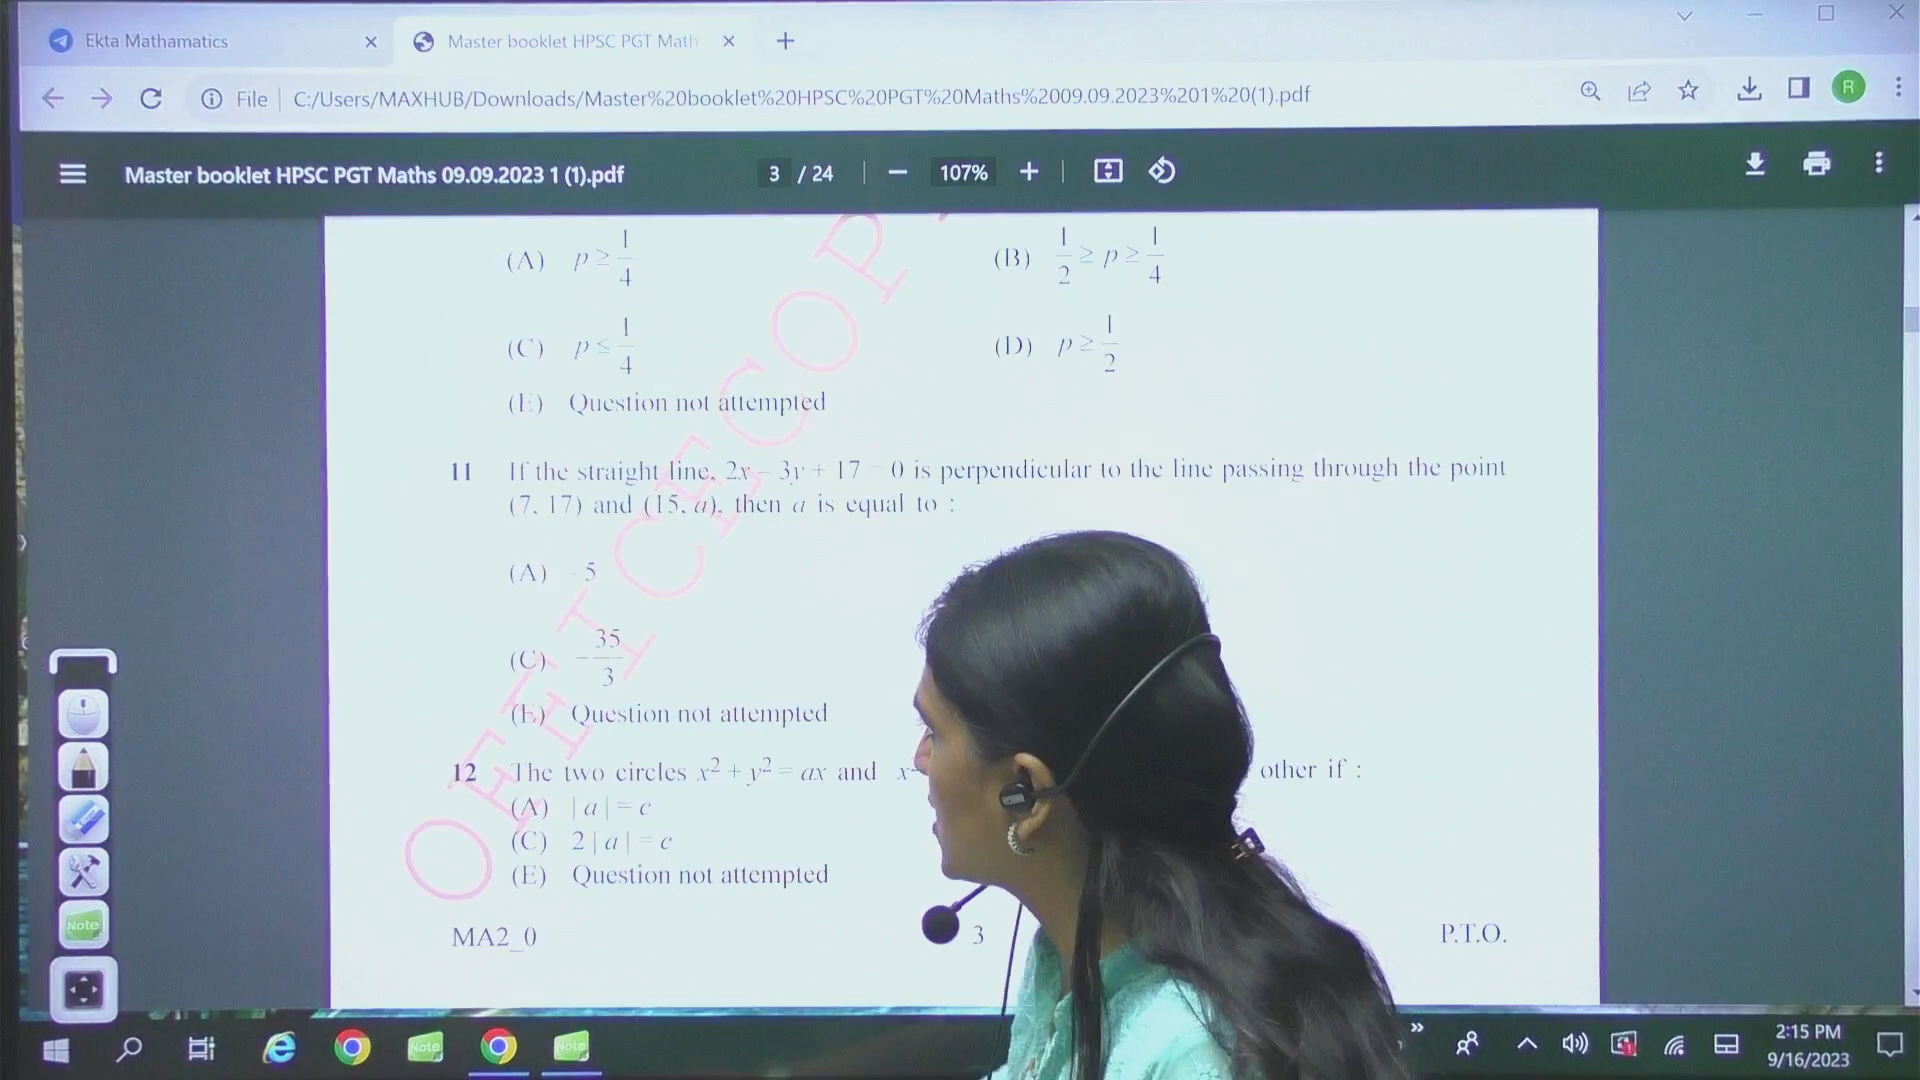 Ekta Mathamatics
Master booklet HPSC PGT Math
File
C:/Users/MAXHUB/Downloads/Master%20booklet%20HPSC%20PGT%20Maths%2009.09.2023%201%20(1).pdf
R
Master booklet HPSC PGT Maths 09.09.2023 1 (1).pdf
3 / 24
107%
(A) p ≥ 1/4
(B) 1/2 ≥ p ≥ 1/4
(C) p ≤ 1/4
(D) p ≥ 1/2
(E) Question not attempted
11 If the straight line, 2x - 3y + 17 = 0 is perpendicular to the line passing through the point
(7, 17) and (15, a), then a is equal to :
(A) -5
(C) -35/3
(E) Question not attempted
12 The two circles x² + y² = ax and x² other if :
(A) | a | = c
(C) 2 | a | = c
(E) Question not attempted
MA2_0
3
P.T.O.
Note
Note
Note
2:15 PM
9/16/2023